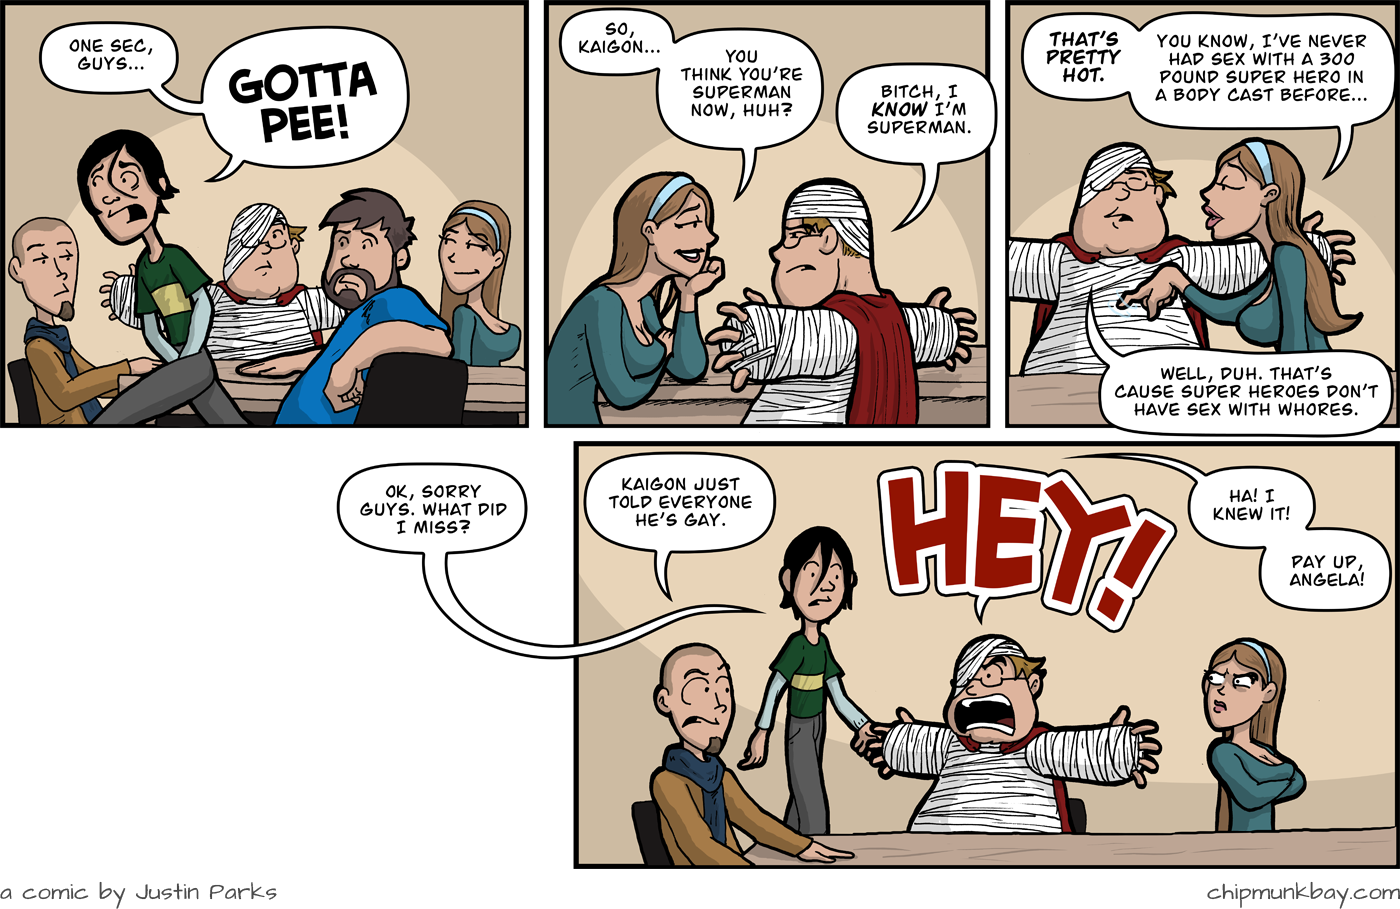 ONE SEC,
GUYS...
GOTTA
PEE!
SO,
KAIGON...
YOU
THINK YOU'RE
SUPERMAN
NOW, HUH?
BITCH, I
KNOW I'M
SUPERMAN.
THAT'S
PRETTY
HOT.
YOU KNOW, I'VE NEVER
HAD SEX WITH A 300
POUND SUPER HERO IN
A BODY CAST BEFORE...
WELL, DUH. THAT'S
CAUSE SUPER HEROES DON'T
HAVE SEX WITH WHORES.
OK, SORRY
GUYS. WHAT DID
I MISS?
KAIGON JUST
TOLD EVERYONE
HE'S GAY.
HEY!
HA! I
KNEW IT!
PAY UP,
ANGELA!
a comic by Justin Parks
chipmunkbay.com